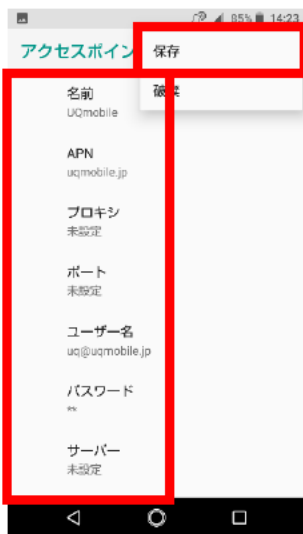 85% 14:23
アクセスポイン
保存
破棄
名前
UQmobile
APN
uqmobile.jp
プロキシ
未設定
ポート
未設定
ユーザー名
uq@uqmobile.jp
パスワード
**
サーバー
未設定